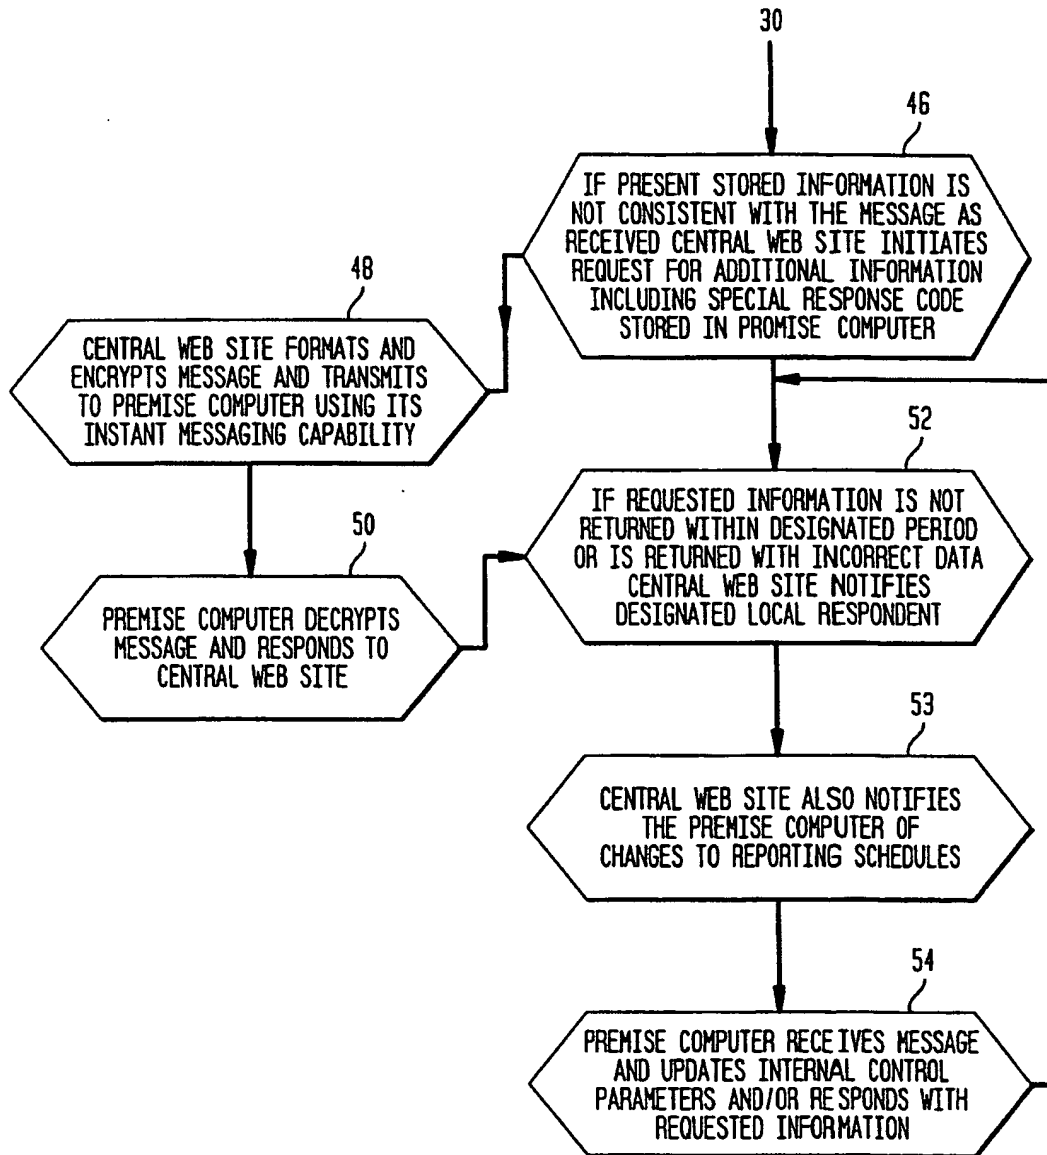 30
46
IF PRESENT STORED INFORMATION IS
NOT CONSISTENT WITH THE MESSAGE AS
RECEIVED CENTRAL WEB SITE INITIATES
REQUEST FOR ADDITIONAL INFORMATION
INCLUDING SPECIAL RESPONSE CODE
STORED IN PROMISE COMPUTER
48
CENTRAL WEB SITE FORMATS AND
ENCRYPTS MESSAGE AND TRANSMITS
TO PREMISE COMPUTER USING ITS
INSTANT MESSAGING CAPABILITY
50
PREMISE COMPUTER DECRYPTS
MESSAGE AND RESPONDS TO
CENTRAL WEB SITE
52
IF REQUESTED INFORMATION IS NOT
RETURNED WITHIN DESIGNATED PERIOD
OR IS RETURNED WITH INCORRECT DATA
CENTRAL WEB SITE NOTIFIES
DESIGNATED LOCAL RESPONDENT
53
CENTRAL WEB SITE ALSO NOTIFIES
THE PREMISE COMPUTER OF
CHANGES TO REPORTING SCHEDULES
54
PREMISE COMPUTER RECEIVES MESSAGE
AND UPDATES INTERNAL CONTROL
PARAMETERS AND/OR RESPONDS WITH
REQUESTED INFORMATION